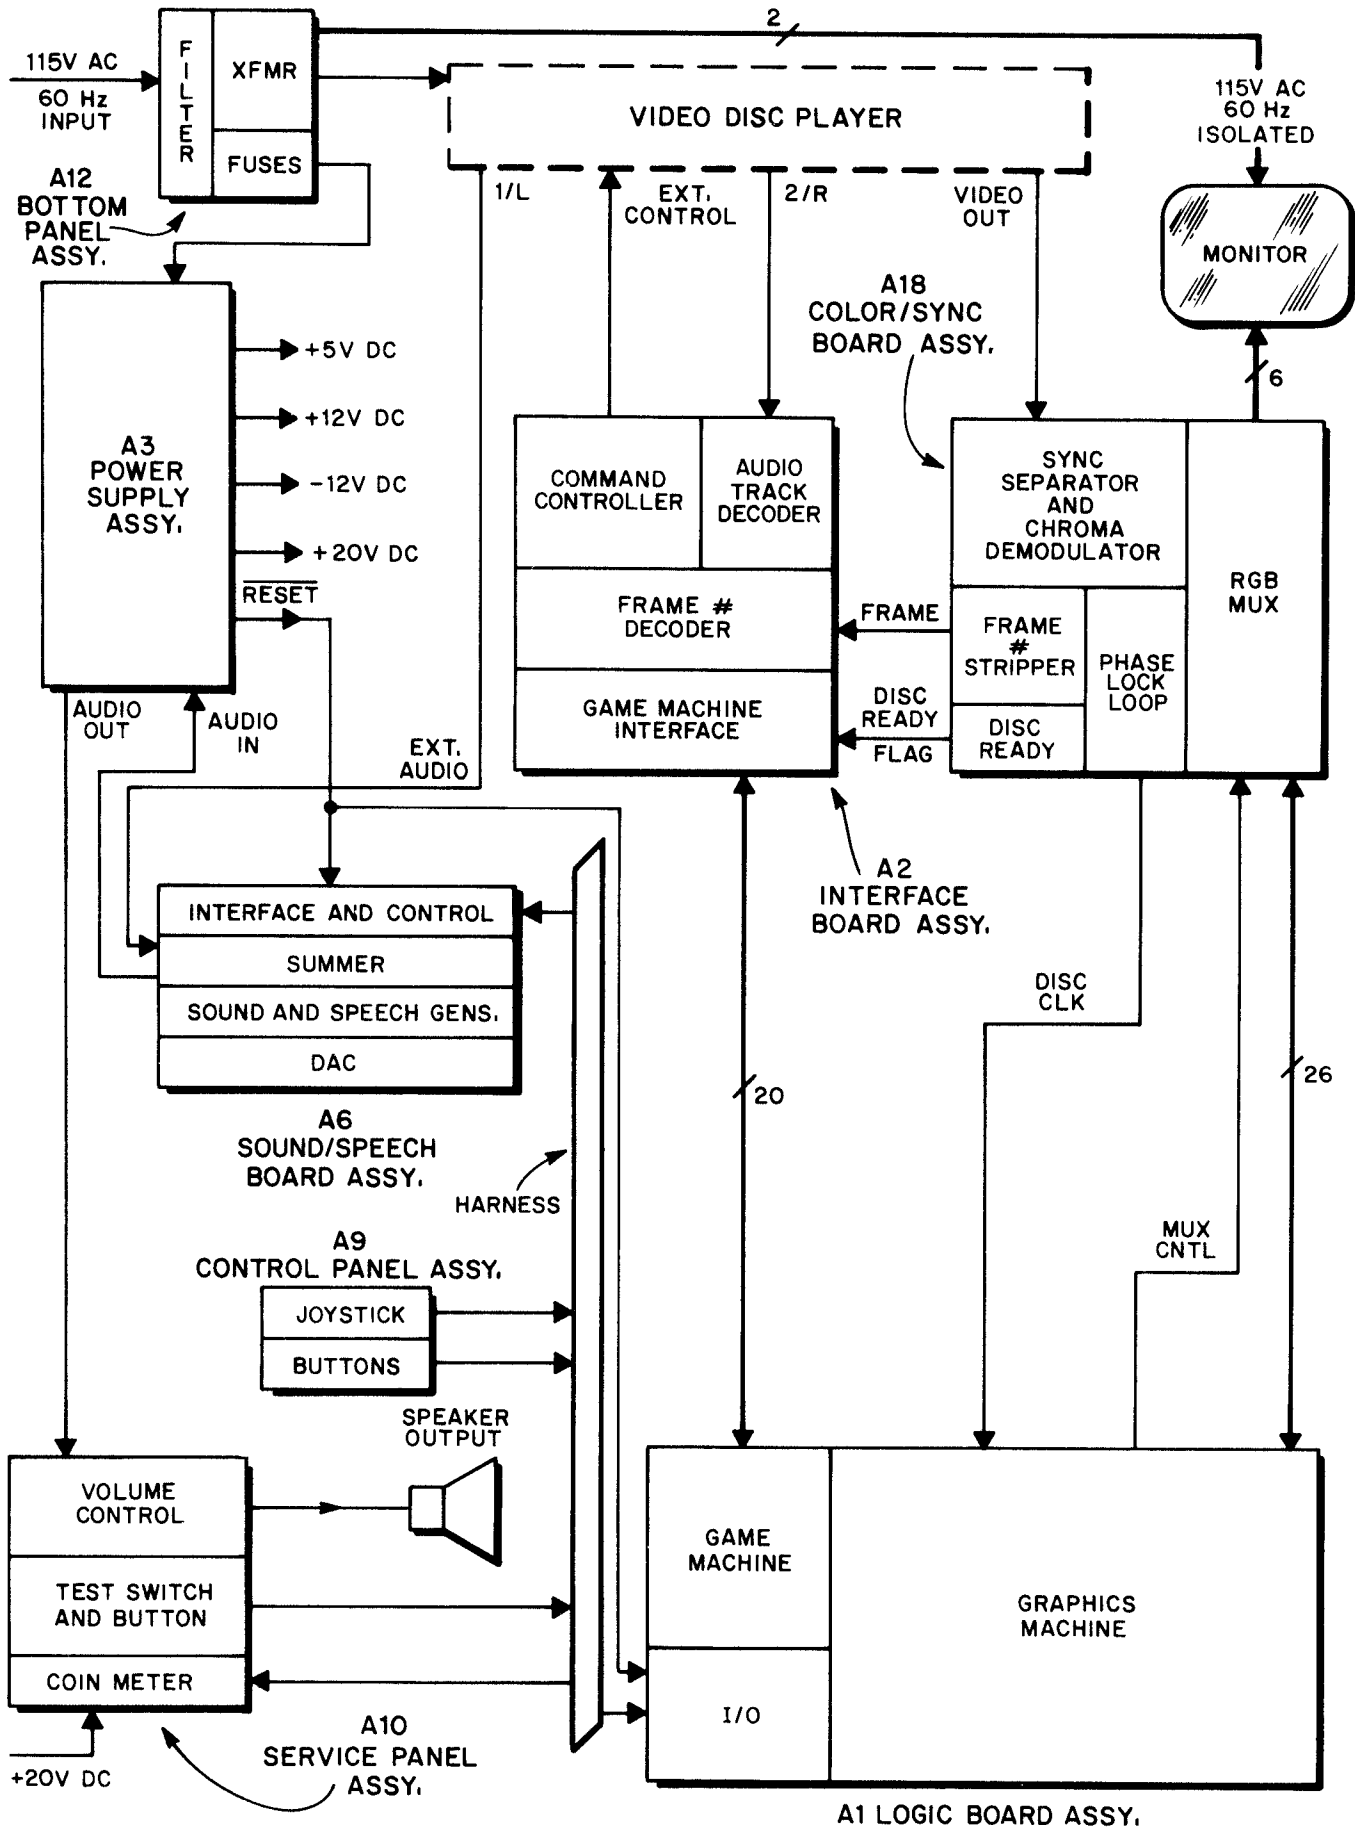 2
115V AC
60 Hz
INPUT
FILTER
XFMR
FUSES
VIDEO DISC PLAYER
115V AC
60 Hz
ISOLATED
A12
BOTTOM
PANEL
ASSY.
1/L
EXT.
CONTROL
2/R
VIDEO
OUT
MONITOR
A18
COLOR/SYNC
BOARD ASSY.
6
A3
POWER
SUPPLY
ASSY.
+5V DC
+12V DC
-12V DC
+20V DC
RESET
COMMAND
CONTROLLER
AUDIO
TRACK
DECODER
FRAME #
DECODER
GAME MACHINE
INTERFACE
SYNC
SEPARATOR
AND
CHROMA
DEMODULATOR
RGB
MUX
FRAME
FRAME
#
STRIPPER
PHASE
LOCK
LOOP
DISC
READY
FLAG
DISC
READY
AUDIO
OUT
AUDIO
IN
EXT.
AUDIO
A2
INTERFACE
BOARD ASSY.
INTERFACE AND CONTROL
SUMMER
SOUND AND SPEECH GENS.
DAC
DISC
CLK
20
26
A6
SOUND/SPEECH
BOARD ASSY.
HARNESS
A9
CONTROL PANEL ASSY.
JOYSTICK
BUTTONS
MUX
CNTL
SPEAKER
OUTPUT
VOLUME
CONTROL
TEST SWITCH
AND BUTTON
COIN METER
GAME
MACHINE
GRAPHICS
MACHINE
I/O
A10
SERVICE PANEL
ASSY.
+20V DC
A1 LOGIC BOARD ASSY.